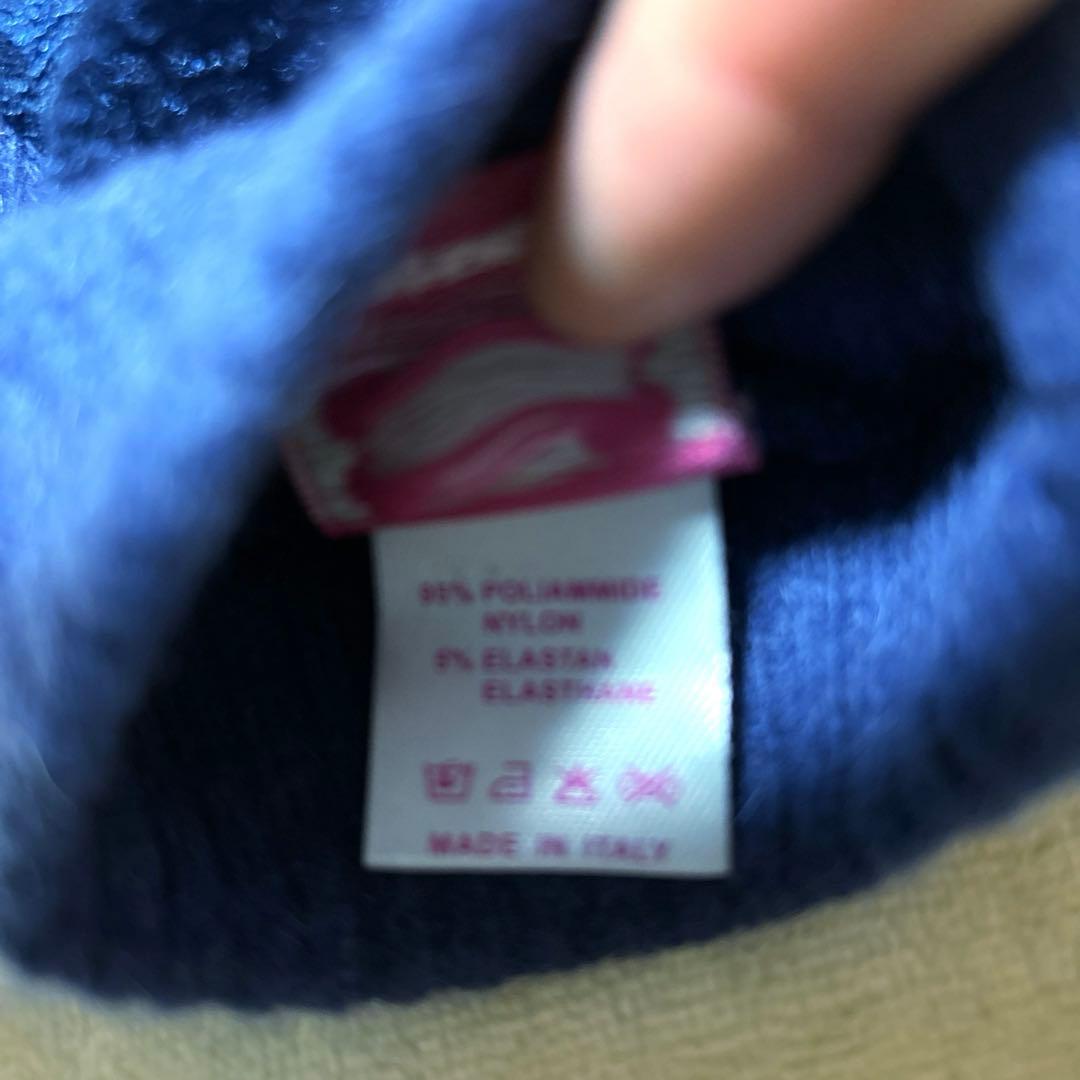 95% POLIAMMIDE
NYLON
5% ELASTAN
ELASTHANE
MADE IN ITALY